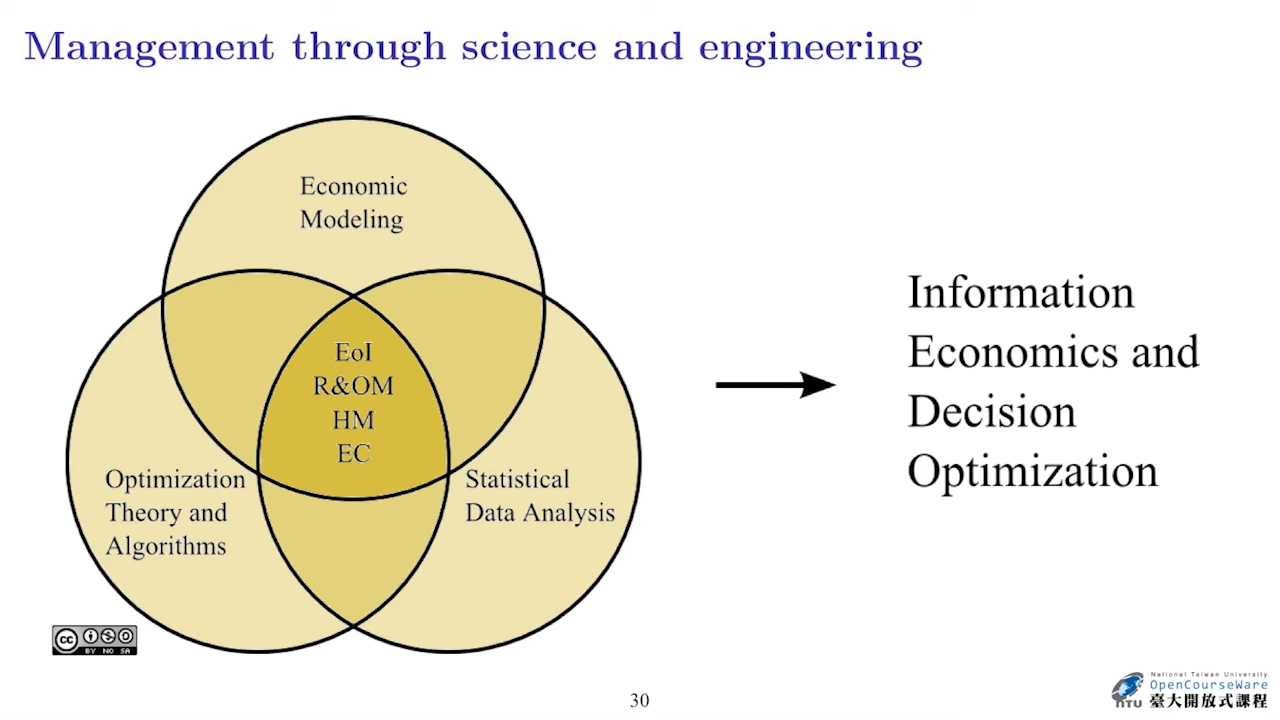 Management through science and engineering
Economic
Modeling
EoI
R&OM
HM
EC
Optimization
Theory and
Algorithms
Statistical
Data Analysis
Information
Economics and
Decision
Optimization
cc
BY NC SA
30
National Taiwan University
OpenCourseWare
臺大開放式課程
NTU